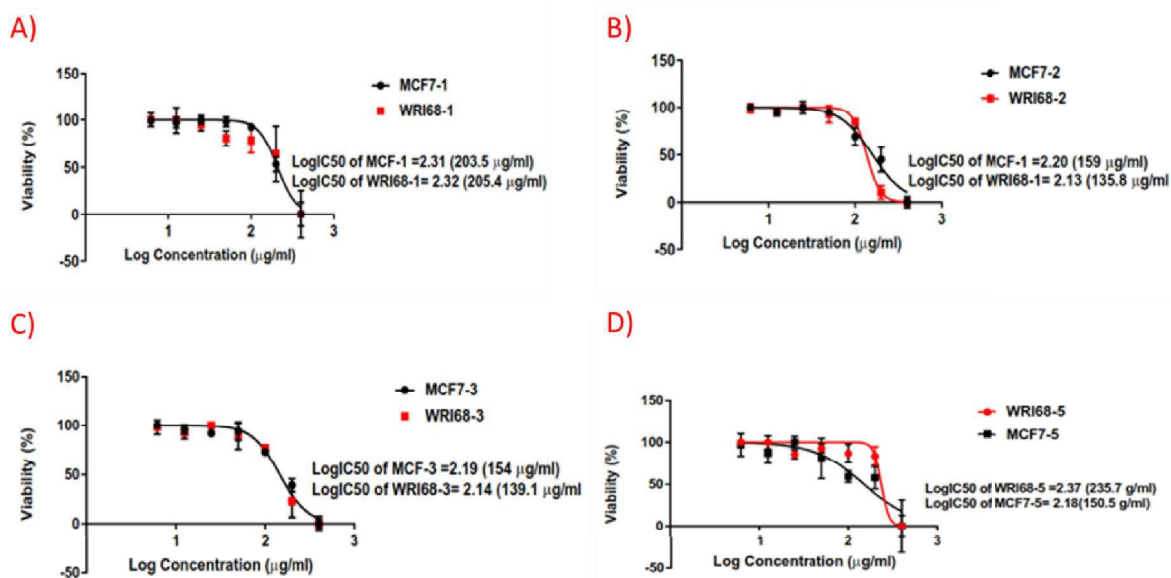 A)
150
100
50
0
-50
Viability (%)
MCF7-1
WRI68-1
LogIC50 of MCF-1 =2.31 (203.5 μg/ml)
LogIC50 of WRI68-1= 2.32 (205.4 μg/ml)
1 2 3
Log Concentration (μg/ml)
B)
150
100
50
0
-50
Viability (%)
MCF7-2
WRI68-2
LogIC50 of MCF-1 =2.20 (159 μg/ml)
LogIC50 of WRI68-1= 2.13 (135.8 μg/ml
1 2 3
Log Concentration (μg/ml)
C)
150
100
50
0
-50
Viability (%)
MCF7-3
WRI68-3
LogIC50 of MCF-3 =2.19 (154 μg/ml)
LogIC50 of WRI68-3= 2.14 (139.1 μg/ml
1 2 3
Log Concentration (μg/ml)
D)
150
100
50
0
-50
Viability (%)
WRI68-5
MCF7-5
LogIC50 of WRI68-5 =2.37 (235.7 g/ml)
LogIC50 of MCF7-5= 2.18(150.5 g/ml)
1 2 3
Log Concentration (μg/ml)